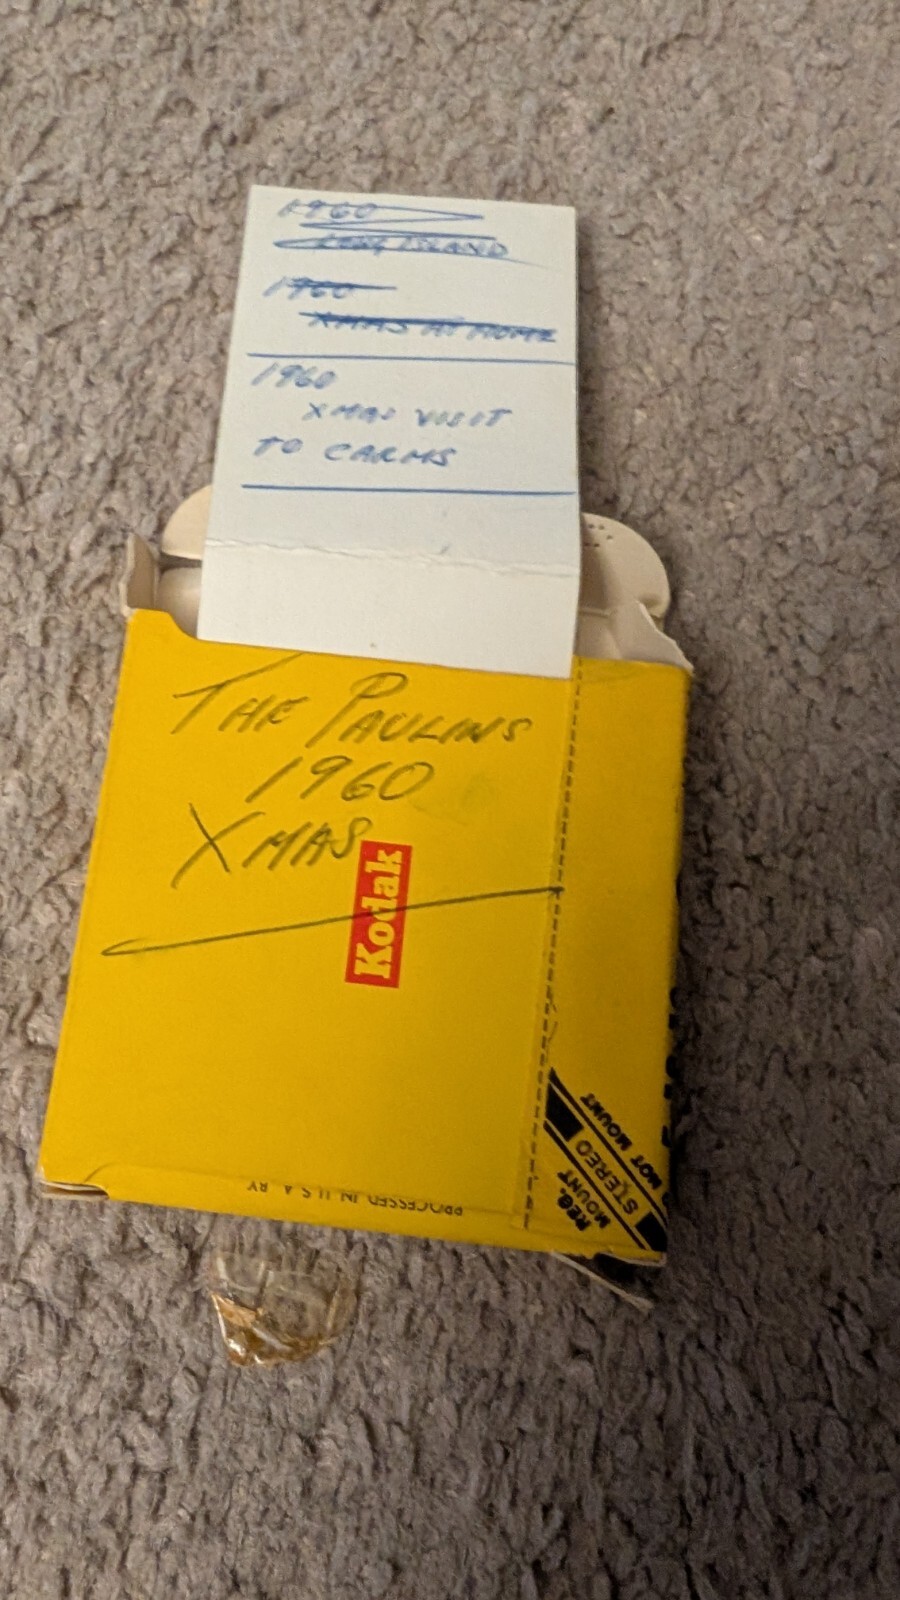 1960
LONG ISLAND
1960
XMAS AT HOME
1960
XMAS VISIT
TO CARMS
THE PAULINS
1960
XMAS
Kodak
REG.
MOUNT
STEREO
NOT MOUNT
PROCESSED IN U.S.A. BY